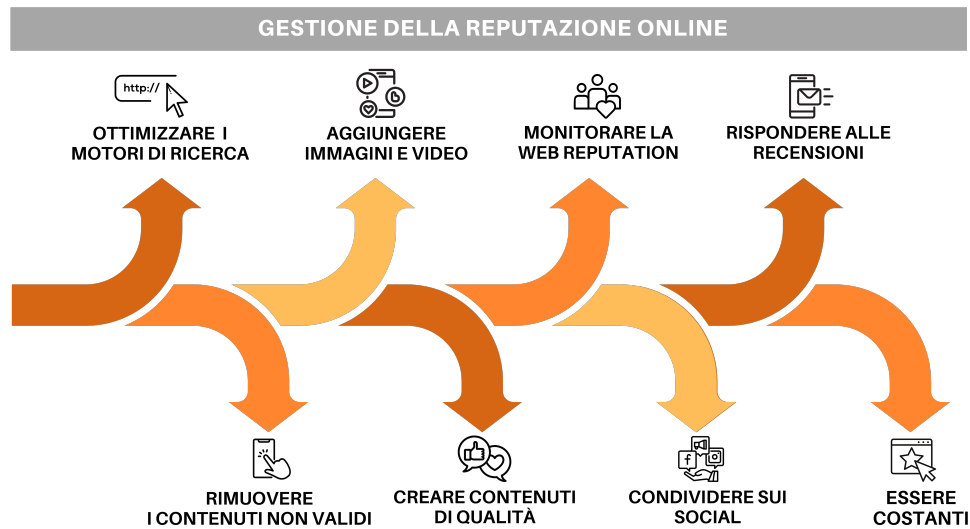 GESTIONE DELLA REPUTAZIONE ONLINE
http://
OTTIMIZZARE I
MOTORI DI RICERCA
AGGIUNGERE
IMMAGINI E VIDEO
MONITORARE LA
WEB REPUTATION
RISPONDERE ALLE
RECENSIONI
RIMUOVERE
I CONTENUTI NON VALIDI
CREARE CONTENUTI
DI QUALITÀ
CONDIVIDERE SUI
SOCIAL
ESSERE
COSTANTI